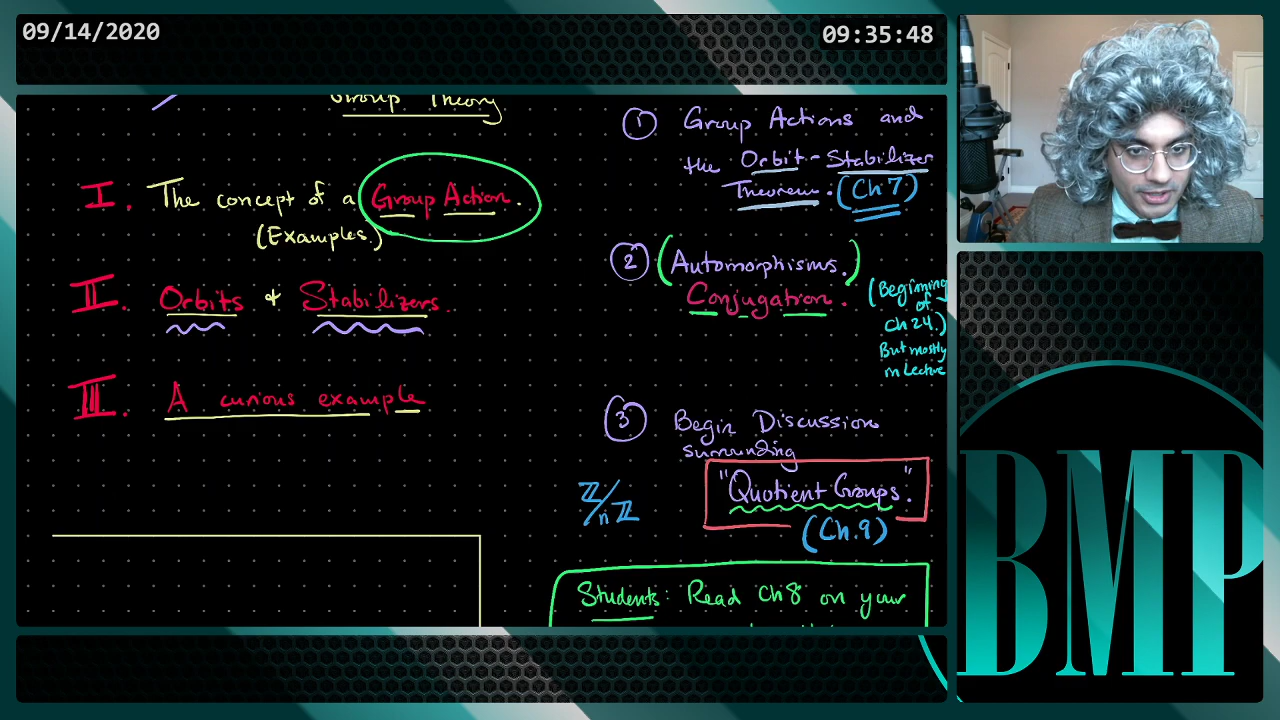 09/14/2020
09:35:48
Group Theory
I. The concept of a Group Action.
(Examples.)
II. Orbits & Stabilizers.
III. A curious example
① Group Actions and
the Orbit-Stabilizer
Theorem. (Ch 7)
② (Automorphisms.)
Conjugation.
(Beginning
of
Ch 24.)
But mostly
in Lecture
③ Begin Discussion
surrounding
"Quotient Groups".
(Ch.9)
ℤ/nℤ
Students: Read Ch 8 on your
BMP